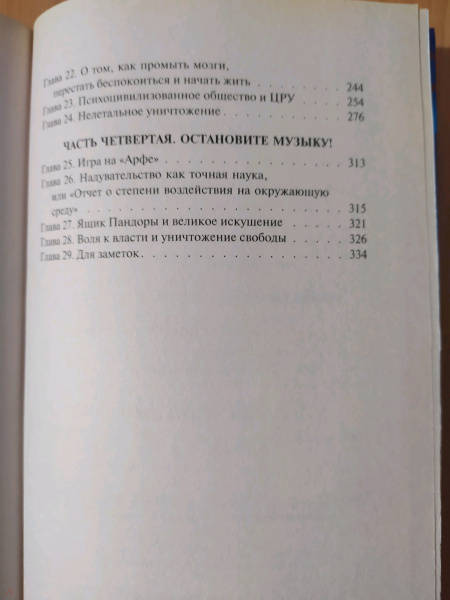 Глава 22. О том, как промыть мозги,
перестать беспокоиться и начать жить . . . . . . . . . 244
Глава 23. Психоцивилизованное общество и ЦРУ . . . . 254
Глава 24. Нелетальное уничтожение . . . . . . . . . . . . 276
ЧАСТЬ ЧЕТВЕРТАЯ. ОСТАНОВИТЕ МУЗЫКУ!
Глава 25. Игра на «Арфе» . . . . . . . . . . . . . . . . . 313
Глава 26. Надувательство как точная наука,
или «Отчет о степени воздействия на окружающую
среду» . . . . . . . . . . . . . . . . . . . . . . . . 315
Глава 27. Ящик Пандоры и великое искушение . . . . . . 321
Глава 28. Воля к власти и уничтожение свободы . . . . . 326
Глава 29. Для заметок . . . . . . . . . . . . . . . . . . 334